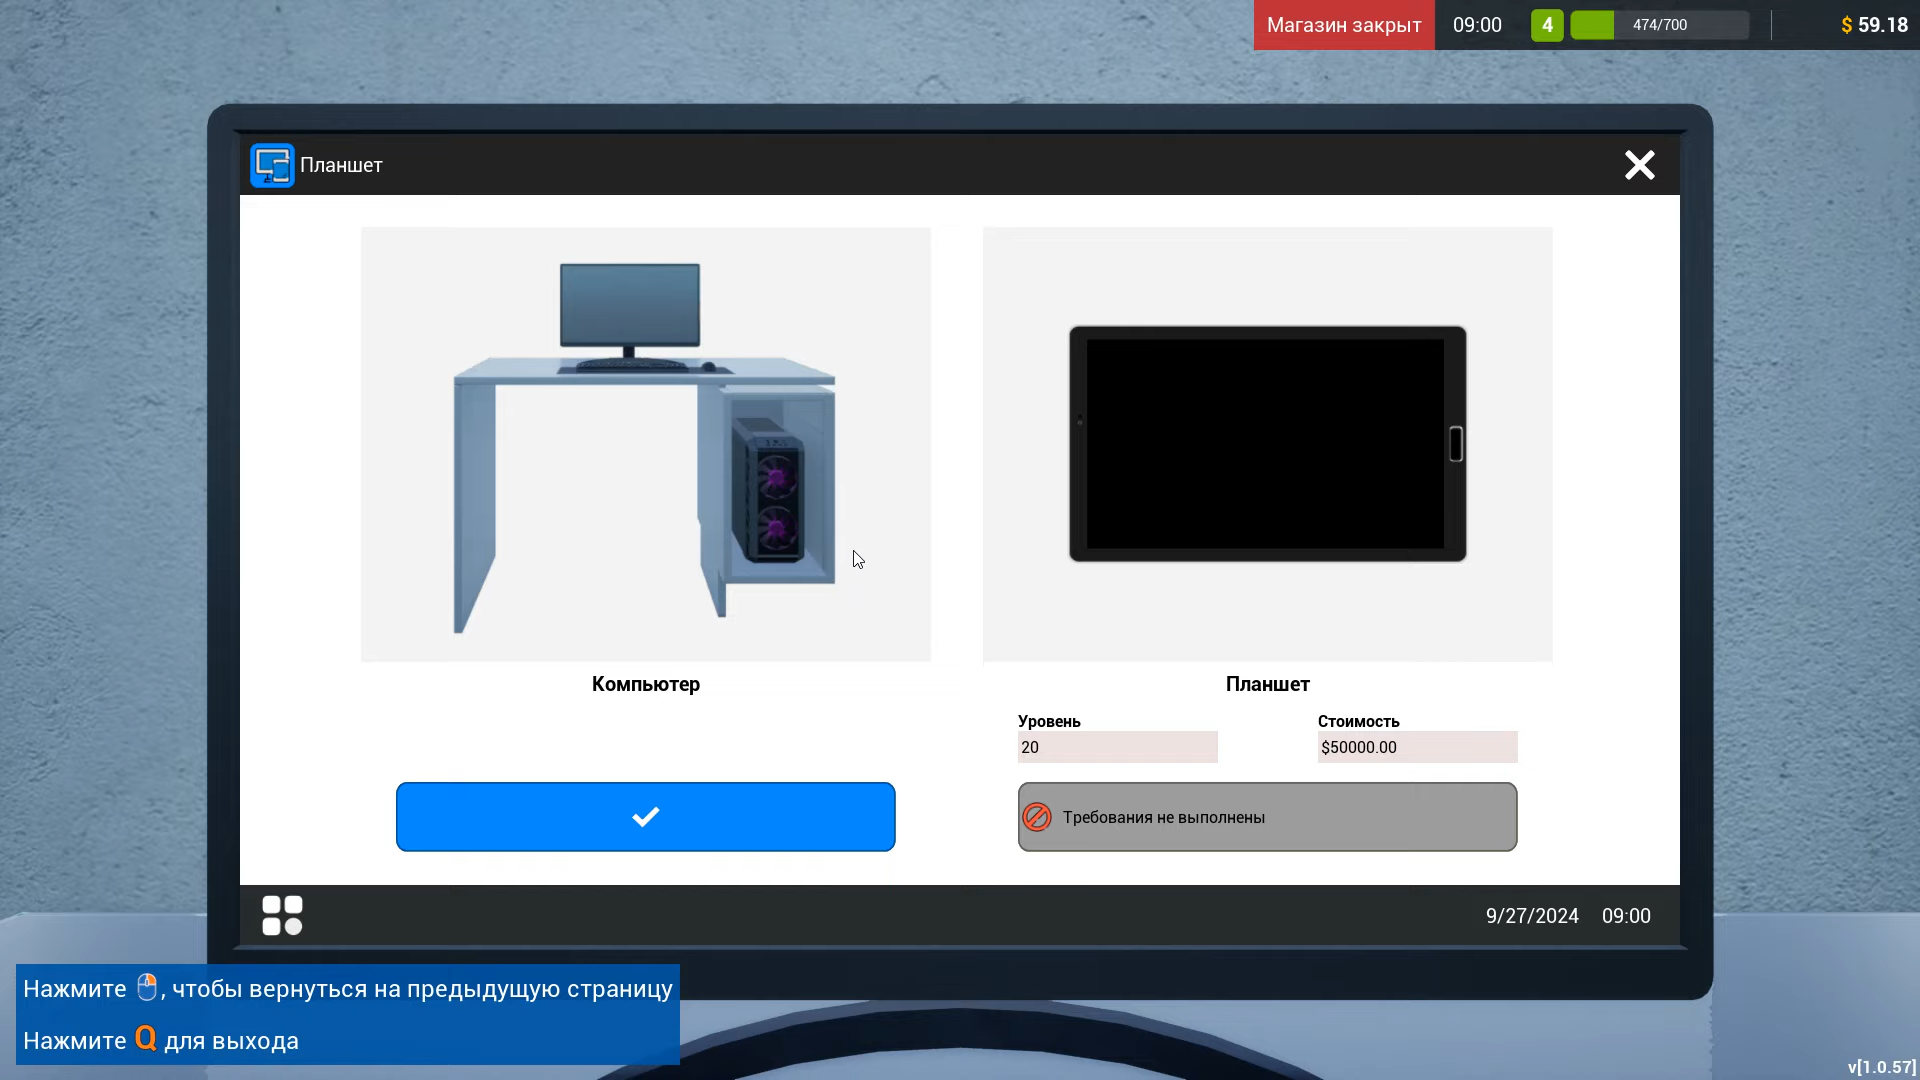 Магазин закрыт 09:00 4 474/700 $ 59.18
Планшет
Компьютер
Планшет
Уровень
Стоимость
20
$50000.00
Требования не выполнены
9/27/2024 09:00
Нажмите , чтобы вернуться на предыдущую страницу
Нажмите Q для выхода
v[1.0.57]